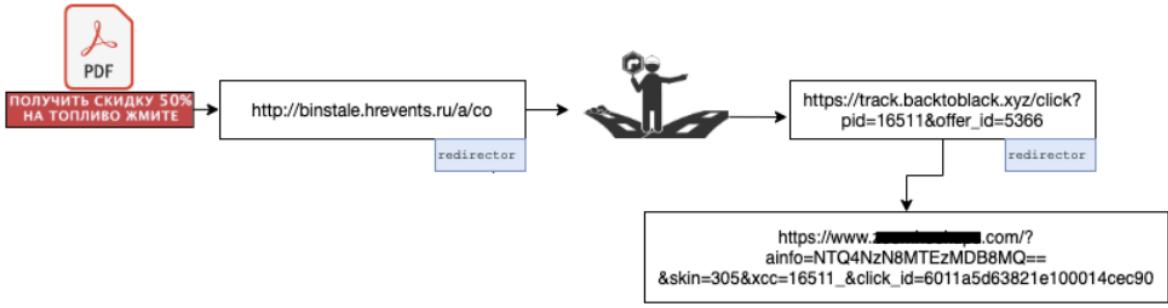 PDF
ПОЛУЧИТЬ СКИДКУ 50%
НА ТОПЛИВО ЖМИТЕ
http://binstale.hrevents.ru/a/co
redirector
https://track.backtoblack.xyz/click?
pid=16511&offer_id=5366
redirector
https://www. .com/?
ainfo=NTQ4NzN8MTEzMDB8MQ==
&skin=305&xcc=16511_&click_id=6011a5d63821e100014cec90